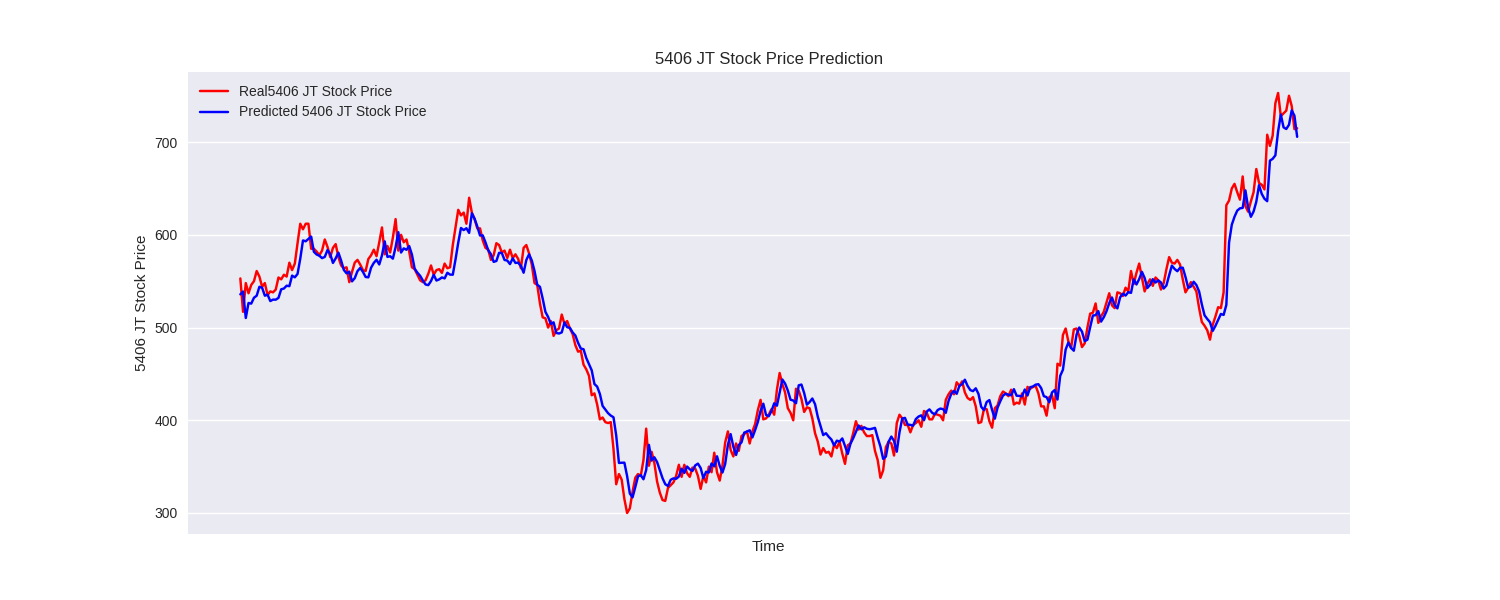 5406 JT Stock Price Prediction
Real5406 JT Stock Price
Predicted 5406 JT Stock Price
700
600
500
400
300
5406 JT Stock Price
Time